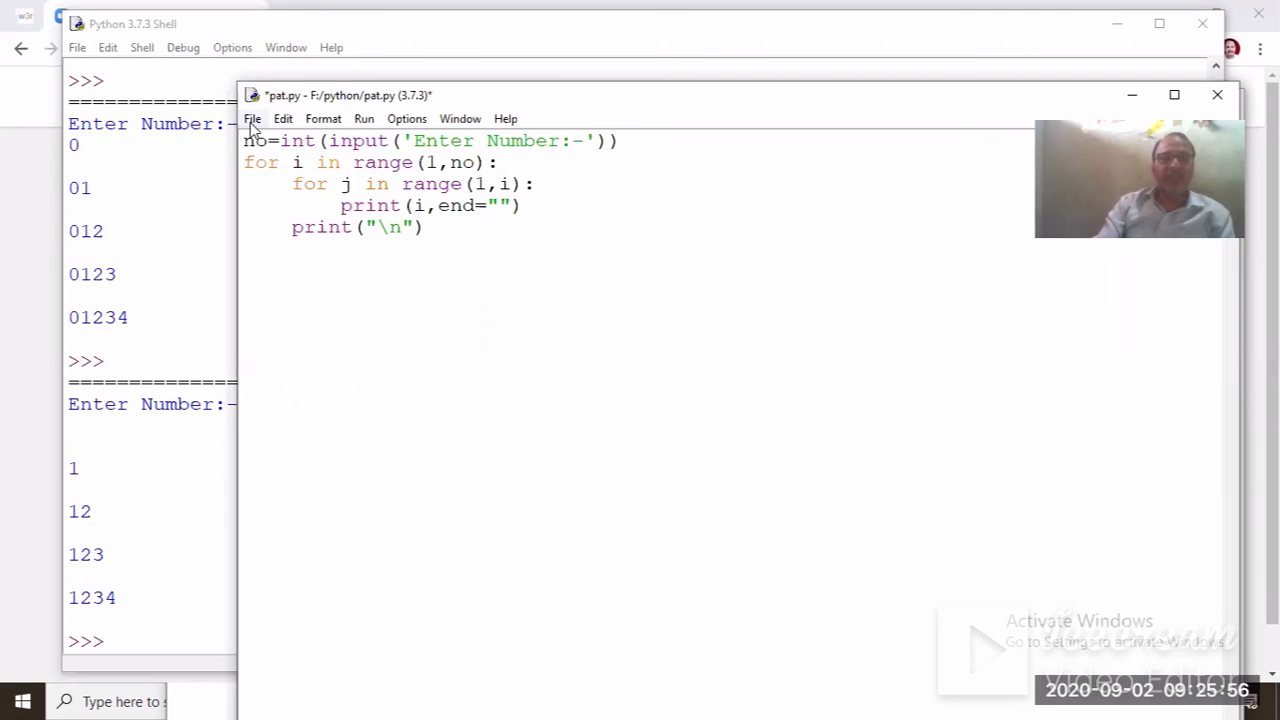 w3r
Python 3.7.3 Shell
File Edit Shell Debug Options Window Help
>>>
Enter Number:-
0
01
012
0123
01234
>>>
Enter Number:-
1
12
123
1234
>>>
*pat.py - F:/python/pat.py (3.7.3)*
File Edit Format Run Options Window Help
no=int(input('Enter Number:-'))
for i in range(1,no):
    for j in range(1,i):
        print(i,end="")
    print("\n")
Activate Windows
Go to Settings to activate Windows
Video Editor
2020-09-02 09:25:56
Type here to s